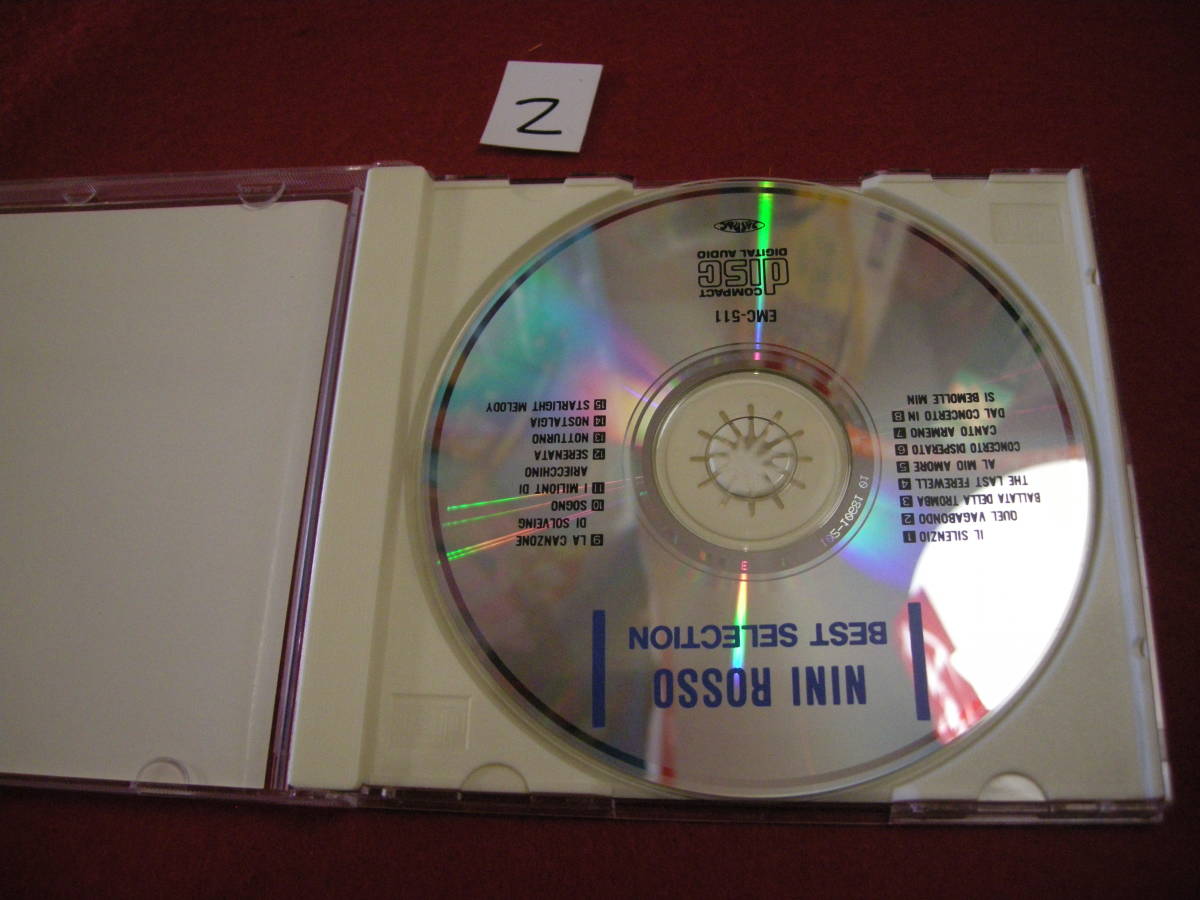 2
NINI ROSSO
BEST SELECTION
1 IL SILENZIO
2 QUEL VAGABONDO
3 BALLATA DELLA TROMBA
4 THE LAST FEREWELL
5 AL MIO AMORE
6 CONCERTO DISPERATO
7 CANTO ARMENO
8 DAL CONCERTO IN
SI BEMOLLE MIN
9 LA CANZONE
DI SOLVEING
10 SOGNO
11 I MILIONT DI
ARIECCHINO
12 SERENATA
13 NOTTURNO
14 NOSTALGIA
15 STARLIGHT MELODY
EMC-511
COMPACT
disc
DIGITAL AUDIO